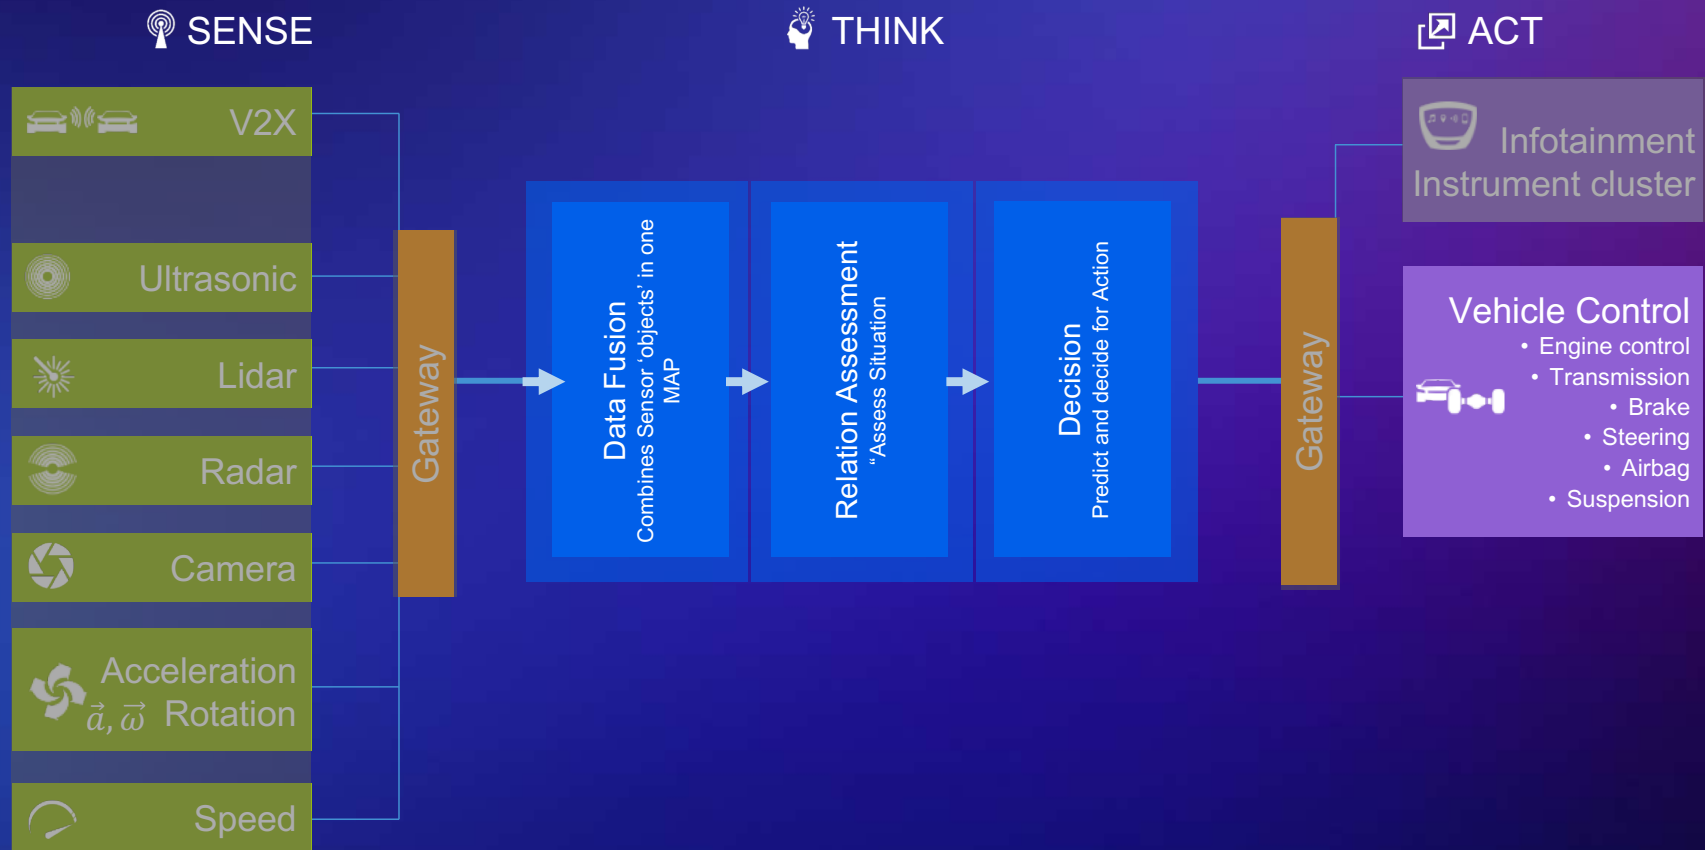 SENSE
THINK
ACT
V2X
Ultrasonic
Lidar
Radar
Camera
Acceleration
a⃗, ω⃗ Rotation
Speed
Gateway
Data Fusion
Combines Sensor ‘objects’ in one
MAP
Relation Assessment
“Assess Situation
Decision
Predict and decide for Action
Gateway
Infotainment
Instrument cluster
Vehicle Control
• Engine control
• Transmission
• Brake
• Steering
• Airbag
• Suspension